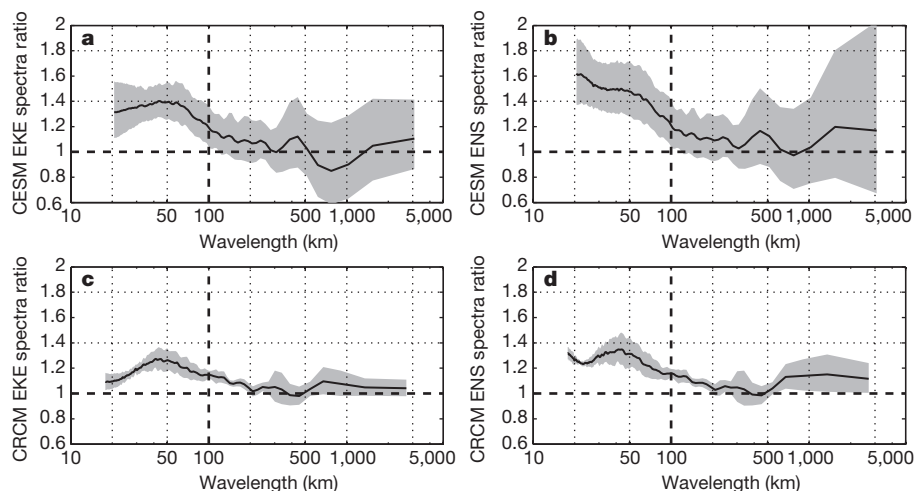 a
CESM EKE spectra ratio
2
1.8
1.6
1.4
1.2
1
0.8
0.6
10 50 100 500 1,000 5,000
Wavelength (km)
b
CESM ENS spectra ratio
2
1.8
1.6
1.4
1.2
1
0.8
0.6
10 50 100 500 1,000 5,000
Wavelength (km)
c
CRCM EKE spectra ratio
2
1.8
1.6
1.4
1.2
1
0.8
0.6
10 50 100 500 1,000 5,000
Wavelength (km)
d
CRCM ENS spectra ratio
2
1.8
1.6
1.4
1.2
1
0.8
0.6
10 50 100 500 1,000 5,000
Wavelength (km)